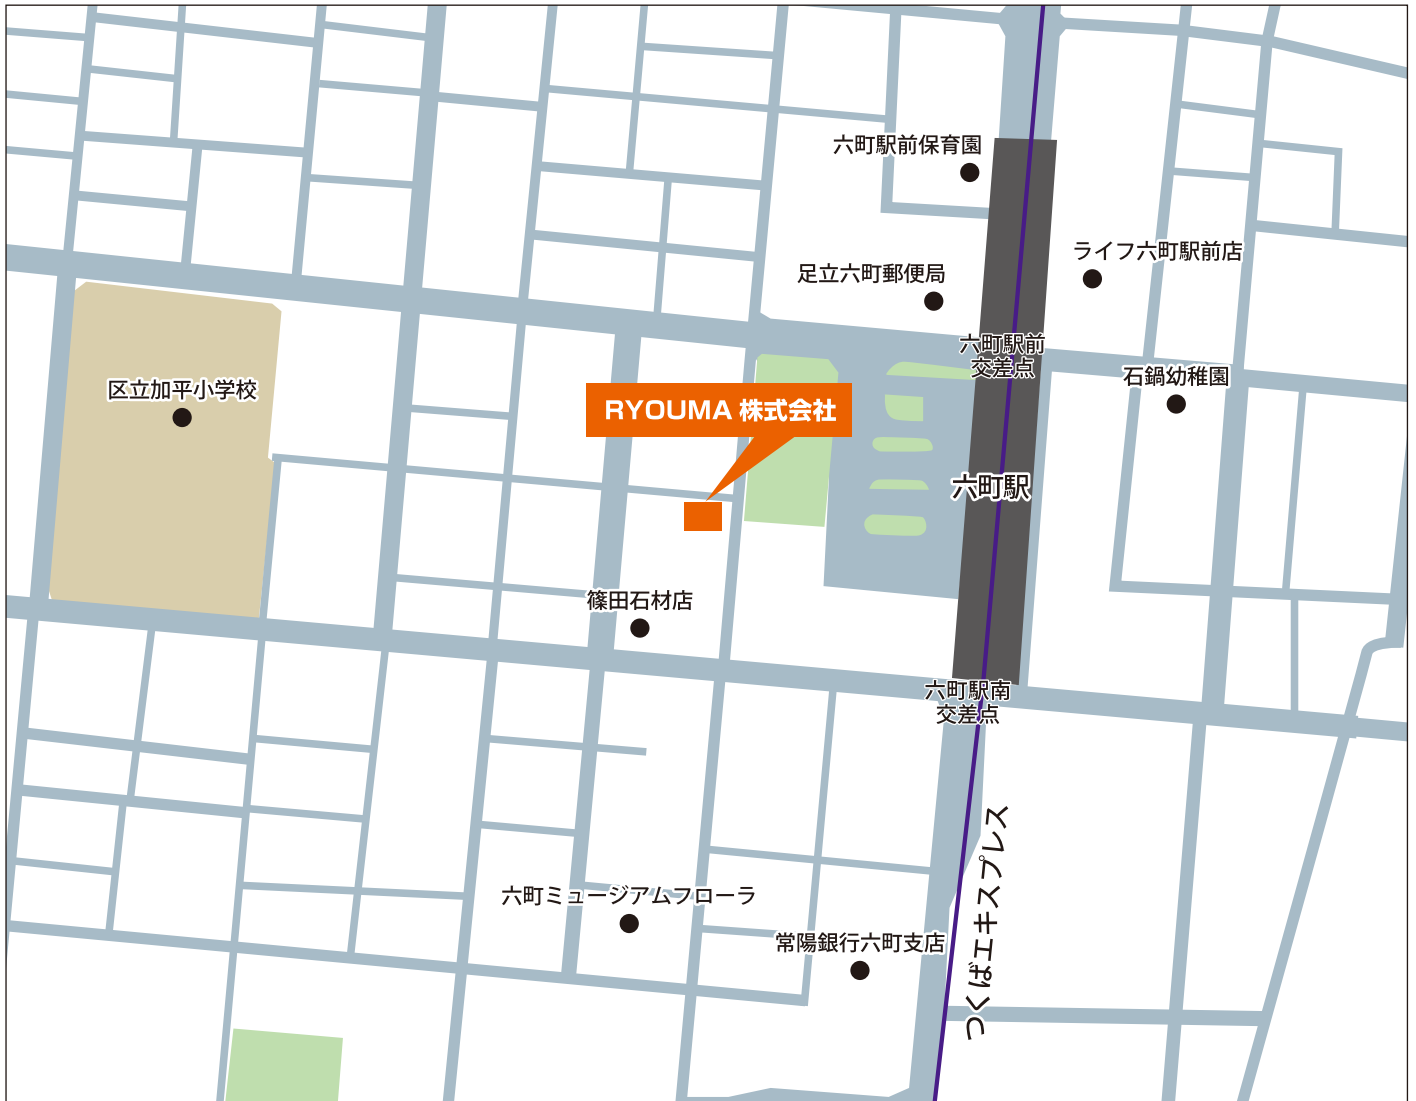 六町駅前保育園
ライフ六町駅前店
足立六町郵便局
六町駅前
交差点
石鍋幼稚園
区立加平小学校
RYOUMA 株式会社
六町駅
篠田石材店
六町駅南
交差点
つくばエキスプレス
六町ミュージアムフローラ
常陽銀行六町支店